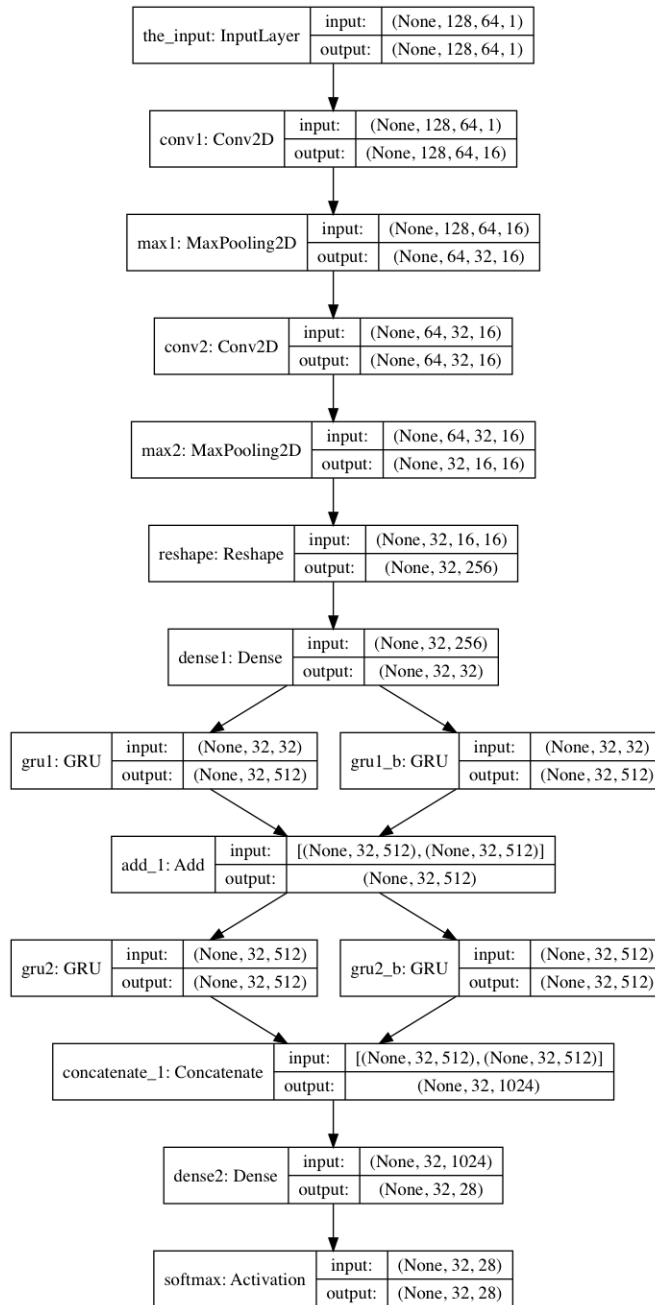 the_input: InputLayer input: (None, 128, 64, 1)
output: (None, 128, 64, 1)
conv1: Conv2D input: (None, 128, 64, 1)
output: (None, 128, 64, 16)
max1: MaxPooling2D input: (None, 128, 64, 16)
output: (None, 64, 32, 16)
conv2: Conv2D input: (None, 64, 32, 16)
output: (None, 64, 32, 16)
max2: MaxPooling2D input: (None, 64, 32, 16)
output: (None, 32, 16, 16)
reshape: Reshape input: (None, 32, 16, 16)
output: (None, 32, 256)
dense1: Dense input: (None, 32, 256)
output: (None, 32, 32)
gru1: GRU input: (None, 32, 32)
output: (None, 32, 512)
gru1_b: GRU input: (None, 32, 32)
output: (None, 32, 512)
add_1: Add input: [(None, 32, 512), (None, 32, 512)]
output: (None, 32, 512)
gru2: GRU input: (None, 32, 512)
output: (None, 32, 512)
gru2_b: GRU input: (None, 32, 512)
output: (None, 32, 512)
concatenate_1: Concatenate input: [(None, 32, 512), (None, 32, 512)]
output: (None, 32, 1024)
dense2: Dense input: (None, 32, 1024)
output: (None, 32, 28)
softmax: Activation input: (None, 32, 28)
output: (None, 32, 28)